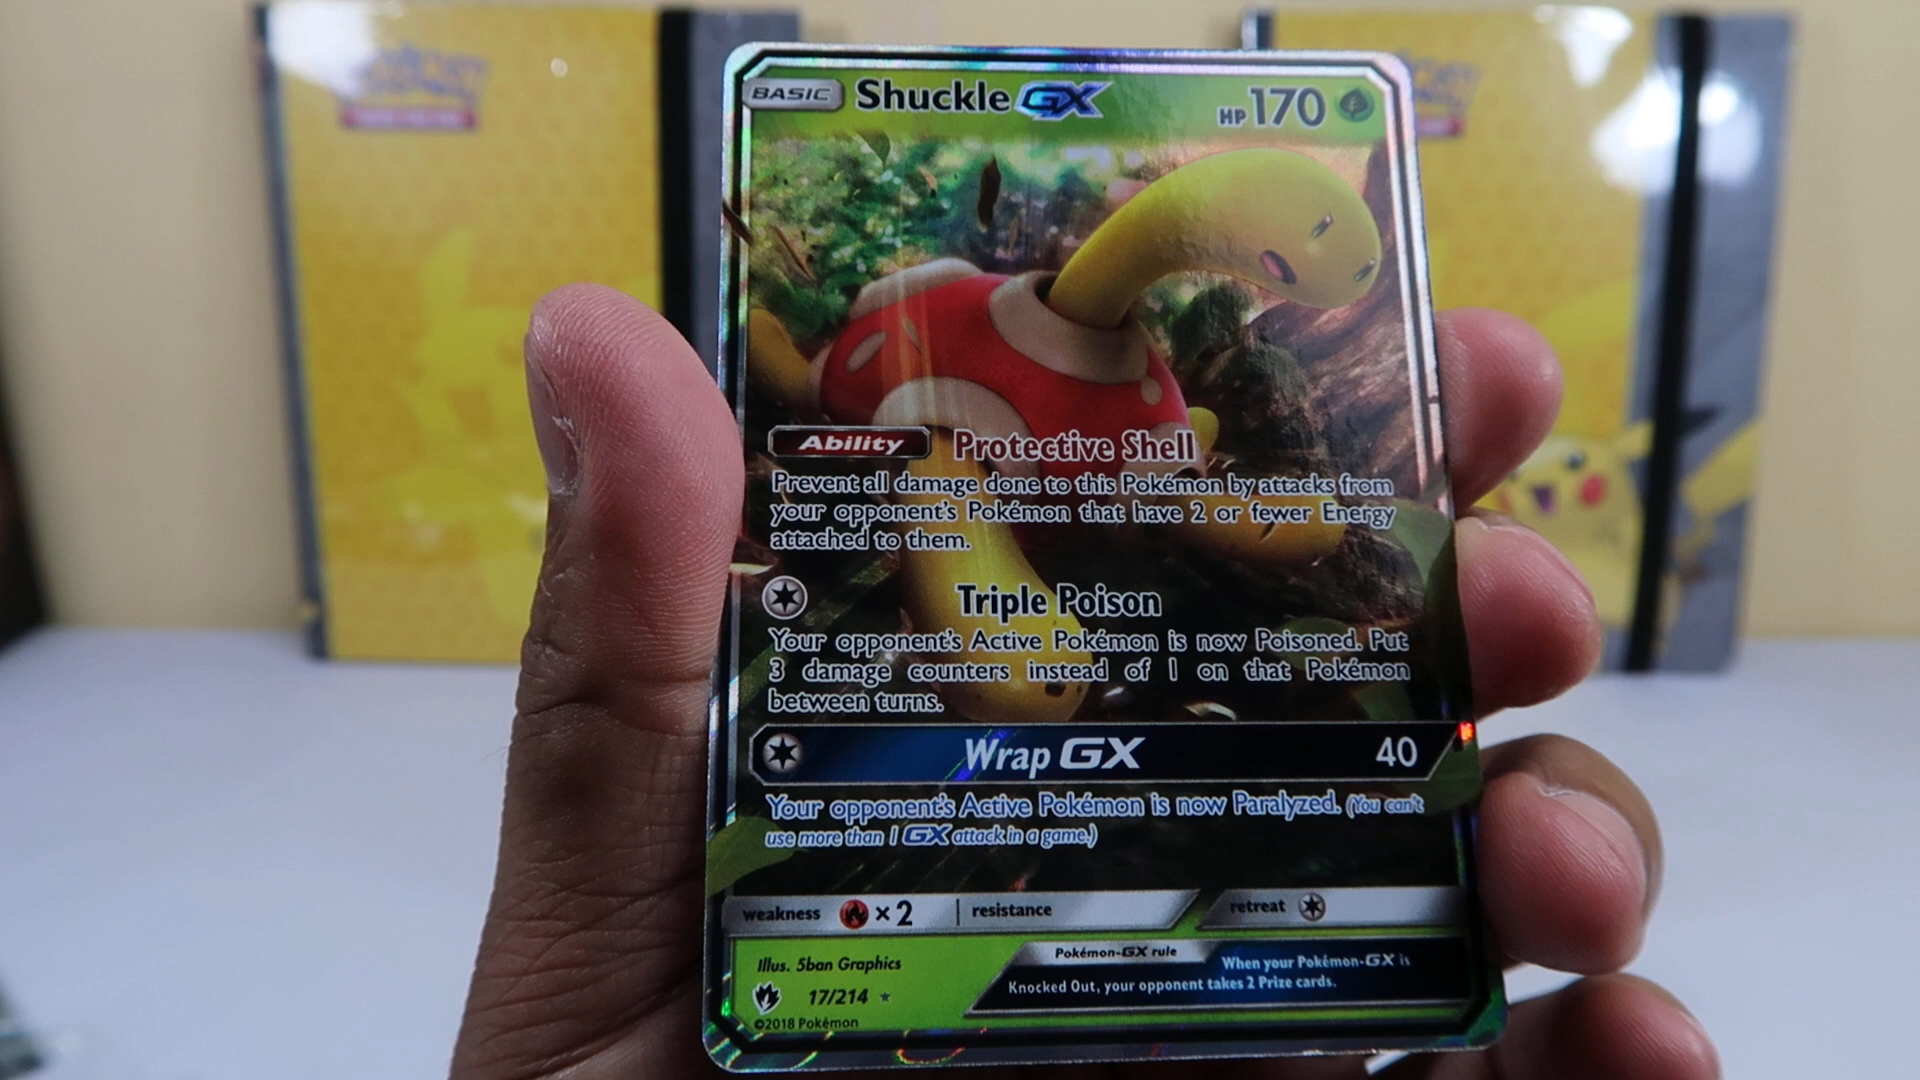 BASIC Shuckle GX HP 170
Ability Protective Shell
Prevent all damage done to this Pokémon by attacks from
your opponent's Pokémon that have 2 or fewer Energy
attached to them.
Triple Poison
Your opponent's Active Pokémon is now Poisoned. Put
3 damage counters instead of 1 on that Pokémon
between turns.
Wrap GX 40
Your opponent's Active Pokémon is now Paralyzed. (You can't
use more than 1 GX attack in a game.)
weakness ×2 resistance retreat
Illus. 5ban Graphics
17/214
©2018 Pokémon
Pokémon-GX rule
When your Pokémon-GX is
Knocked Out, your opponent takes 2 Prize cards.